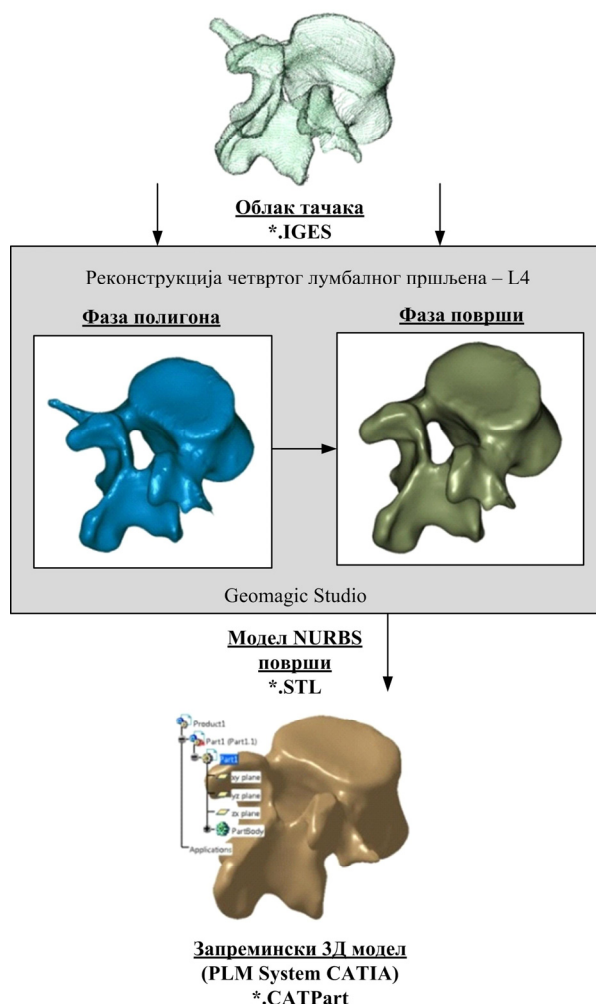 Облак тачака
*.IGES
Реконструкција четвртог лумбалног пршљена – L4
Фаза полигона
Фаза површи
Geomagic Studio
Модел NURBS
површи
*.STL
Product1
Part1 (Part1.1)
Part1
xy plane
yz plane
zx plane
PartBody
Applications
Запремински 3Д модел
(PLM System CATIA)
*.CATPart